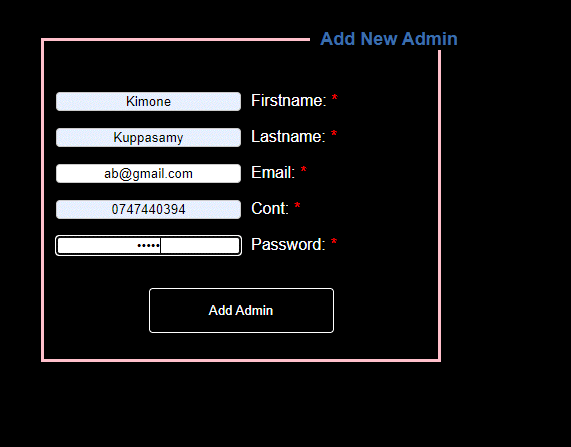 Add New Admin
Kimone Firstname: *
Kuppasamy Lastname: *
ab@gmail.com Email: *
0747440394 Cont: *
••••• Password: *
Add Admin